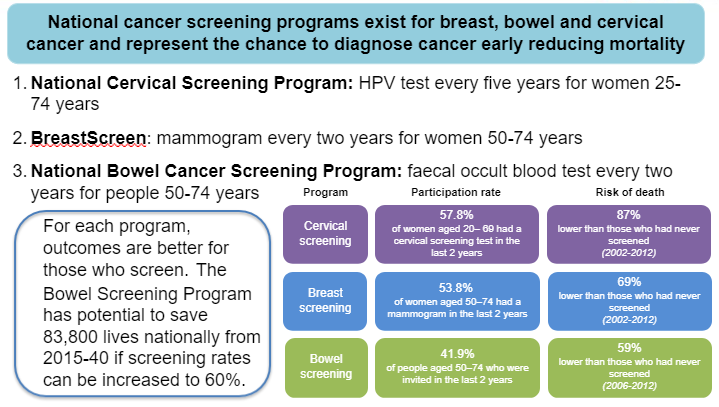 National cancer screening programs exist for breast, bowel and cervical
cancer and represent the chance to diagnose cancer early reducing mortality
1. National Cervical Screening Program: HPV test every five years for women 25-
74 years
2. BreastScreen: mammogram every two years for women 50-74 years
3. National Bowel Cancer Screening Program: faecal occult blood test every two
years for people 50-74 years
For each program,
outcomes are better for
those who screen. The
Bowel Screening Program
has potential to save
83,800 lives nationally from
2015-40 if screening rates
can be increased to 60%.
Program
Participation rate
Risk of death
Cervical
screening
57.8%
of women aged 20– 69 had a
cervical screening test in the
last 2 years
87%
lower than those who had never
screened
(2002-2012)
Breast
screening
53.8%
of women aged 50–74 had a
mammogram in the last 2 years
69%
lower than those who had never
screened
(2002-2012)
Bowel
screening
41.9%
of people aged 50–74 who were
invited in the last 2 years
59%
lower than those who had never
screened
(2006-2012)